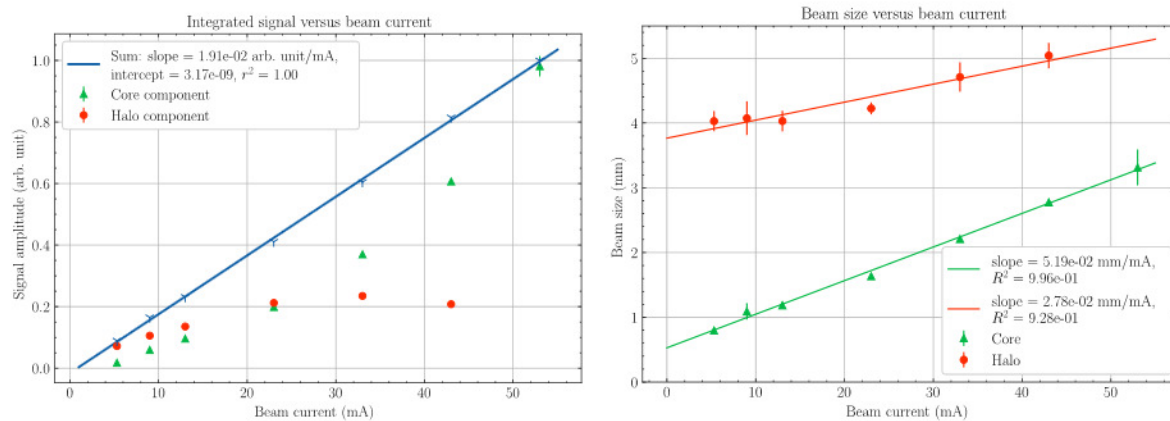 Integrated signal versus beam current
Sum: slope = 1.91e-02 arb. unit/mA,
intercept = 3.17e-09, r² = 1.00
Core component
Halo component
Signal amplitude (arb. unit)
1.0
0.8
0.6
0.4
0.2
0.0
0
10
20
30
40
50
Beam current (mA)
Beam size versus beam current
Beam size (mm)
5
4
3
2
1
0
slope = 5.19e-02 mm/mA,
R² = 9.96e-01
slope = 2.78e-02 mm/mA,
R² = 9.28e-01
Core
Halo
0
10
20
30
40
50
Beam current (mA)